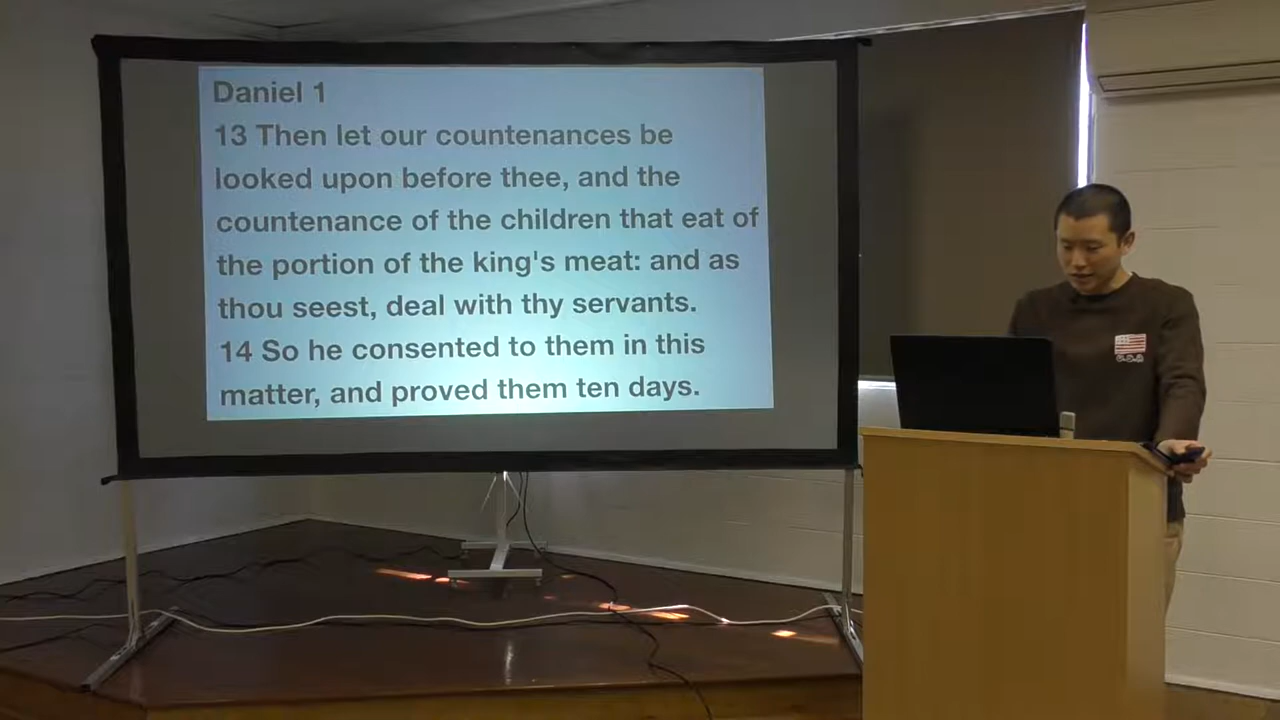 Daniel 1
13 Then let our countenances be
looked upon before thee, and the
countenance of the children that eat of
the portion of the king's meat: and as
thou seest, deal with thy servants.
14 So he consented to them in this
matter, and proved them ten days.